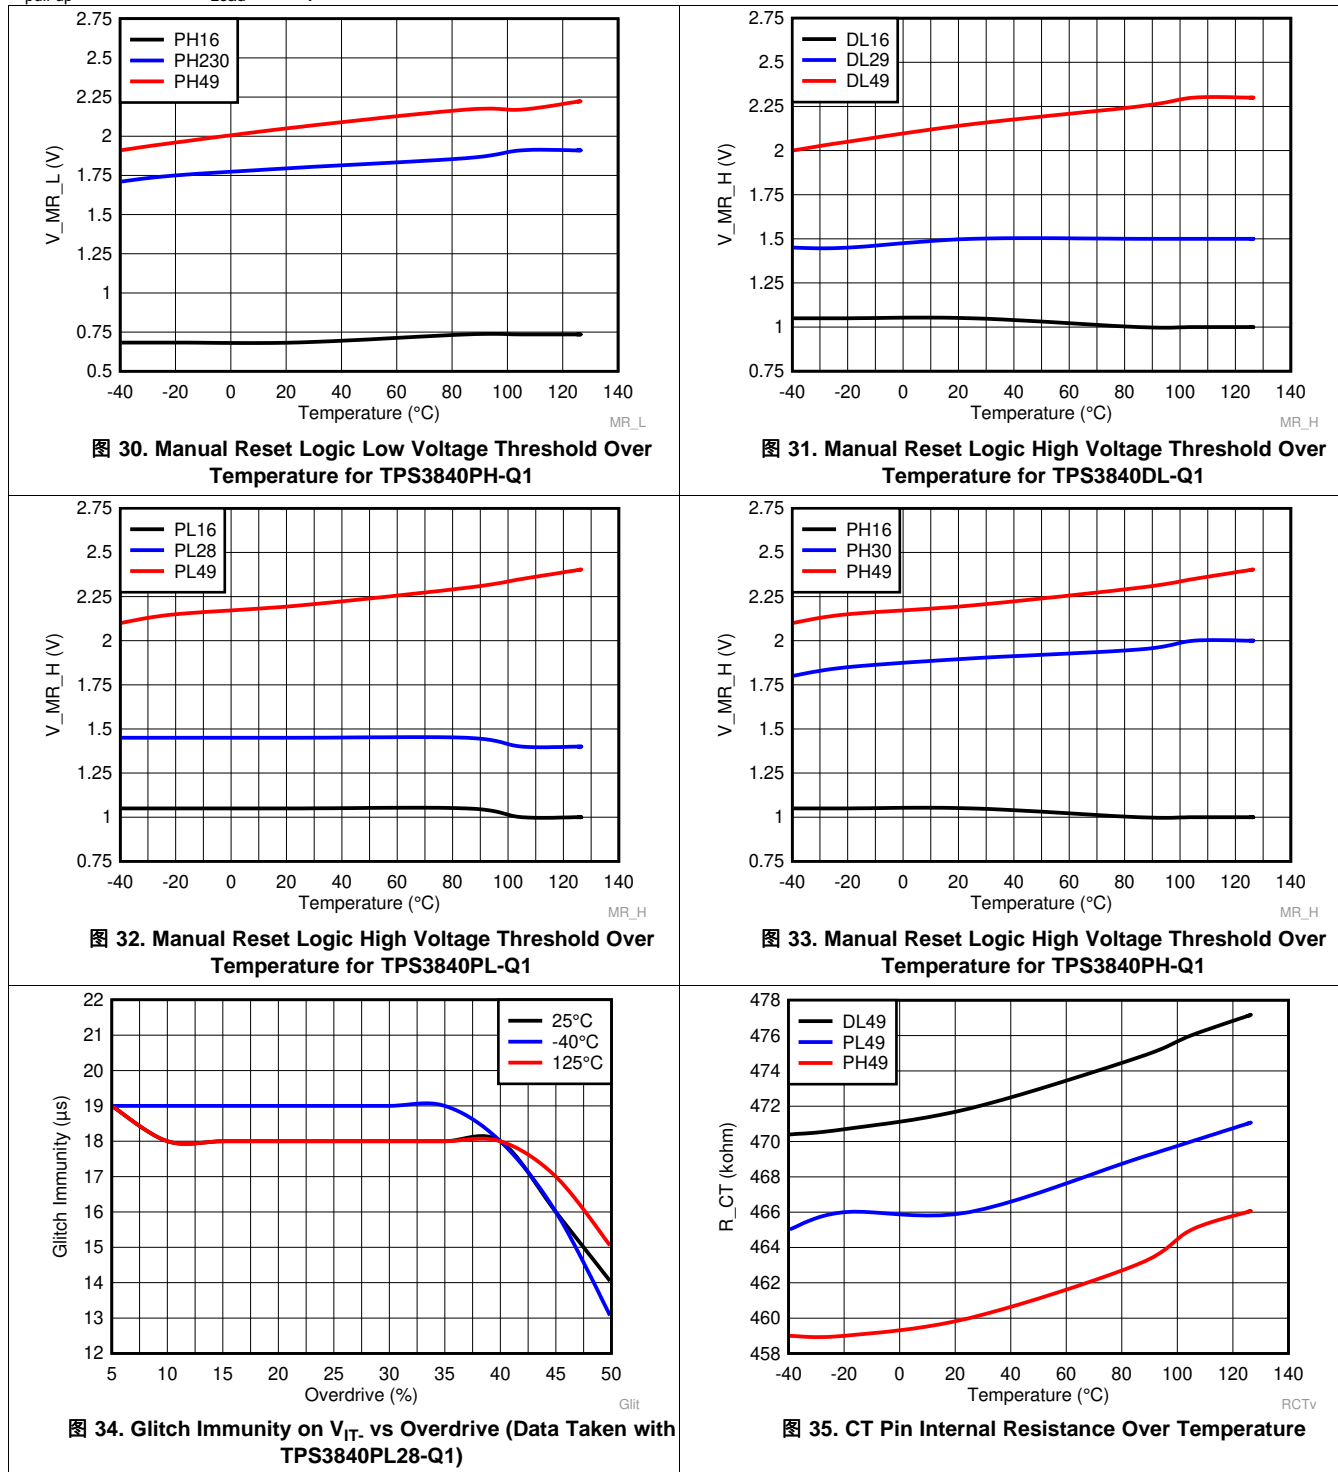 PH16
PH230
PH49
2.75
2.5
2.25
2
1.75
1.5
1.25
1
0.75
0.5
V_MR_L (V)
-40 -20 0 20 40 60 80 100 120 140
Temperature (°C)
MR_L
图 30. Manual Reset Logic Low Voltage Threshold Over
Temperature for TPS3840PH-Q1
DL16
DL29
DL49
2.75
2.5
2.25
2
1.75
1.5
1.25
1
0.75
V_MR_H (V)
-40 -20 0 20 40 60 80 100 120 140
Temperature (°C)
MR_H
图 31. Manual Reset Logic High Voltage Threshold Over
Temperature for TPS3840DL-Q1
PL16
PL28
PL49
2.75
2.5
2.25
2
1.75
1.5
1.25
1
0.75
V_MR_H (V)
-40 -20 0 20 40 60 80 100 120 140
Temperature (°C)
MR_H
图 32. Manual Reset Logic High Voltage Threshold Over
Temperature for TPS3840PL-Q1
PH16
PH30
PH49
2.75
2.5
2.25
2
1.75
1.5
1.25
1
0.75
V_MR_H (V)
-40 -20 0 20 40 60 80 100 120 140
Temperature (°C)
MR_H
图 33. Manual Reset Logic High Voltage Threshold Over
Temperature for TPS3840PH-Q1
25°C
-40°C
125°C
22
21
20
19
18
17
16
15
14
13
12
Glitch Immunity (µs)
5 10 15 20 25 30 35 40 45 50
Overdrive (%)
Glit
图 34. Glitch Immunity on VIT- vs Overdrive (Data Taken with
TPS3840PL28-Q1)
DL49
PL49
PH49
478
476
474
472
470
468
466
464
462
460
458
R_CT (kohm)
-40 -20 0 20 40 60 80 100 120 140
Temperature (°C)
RCTv
图 35. CT Pin Internal Resistance Over Temperature